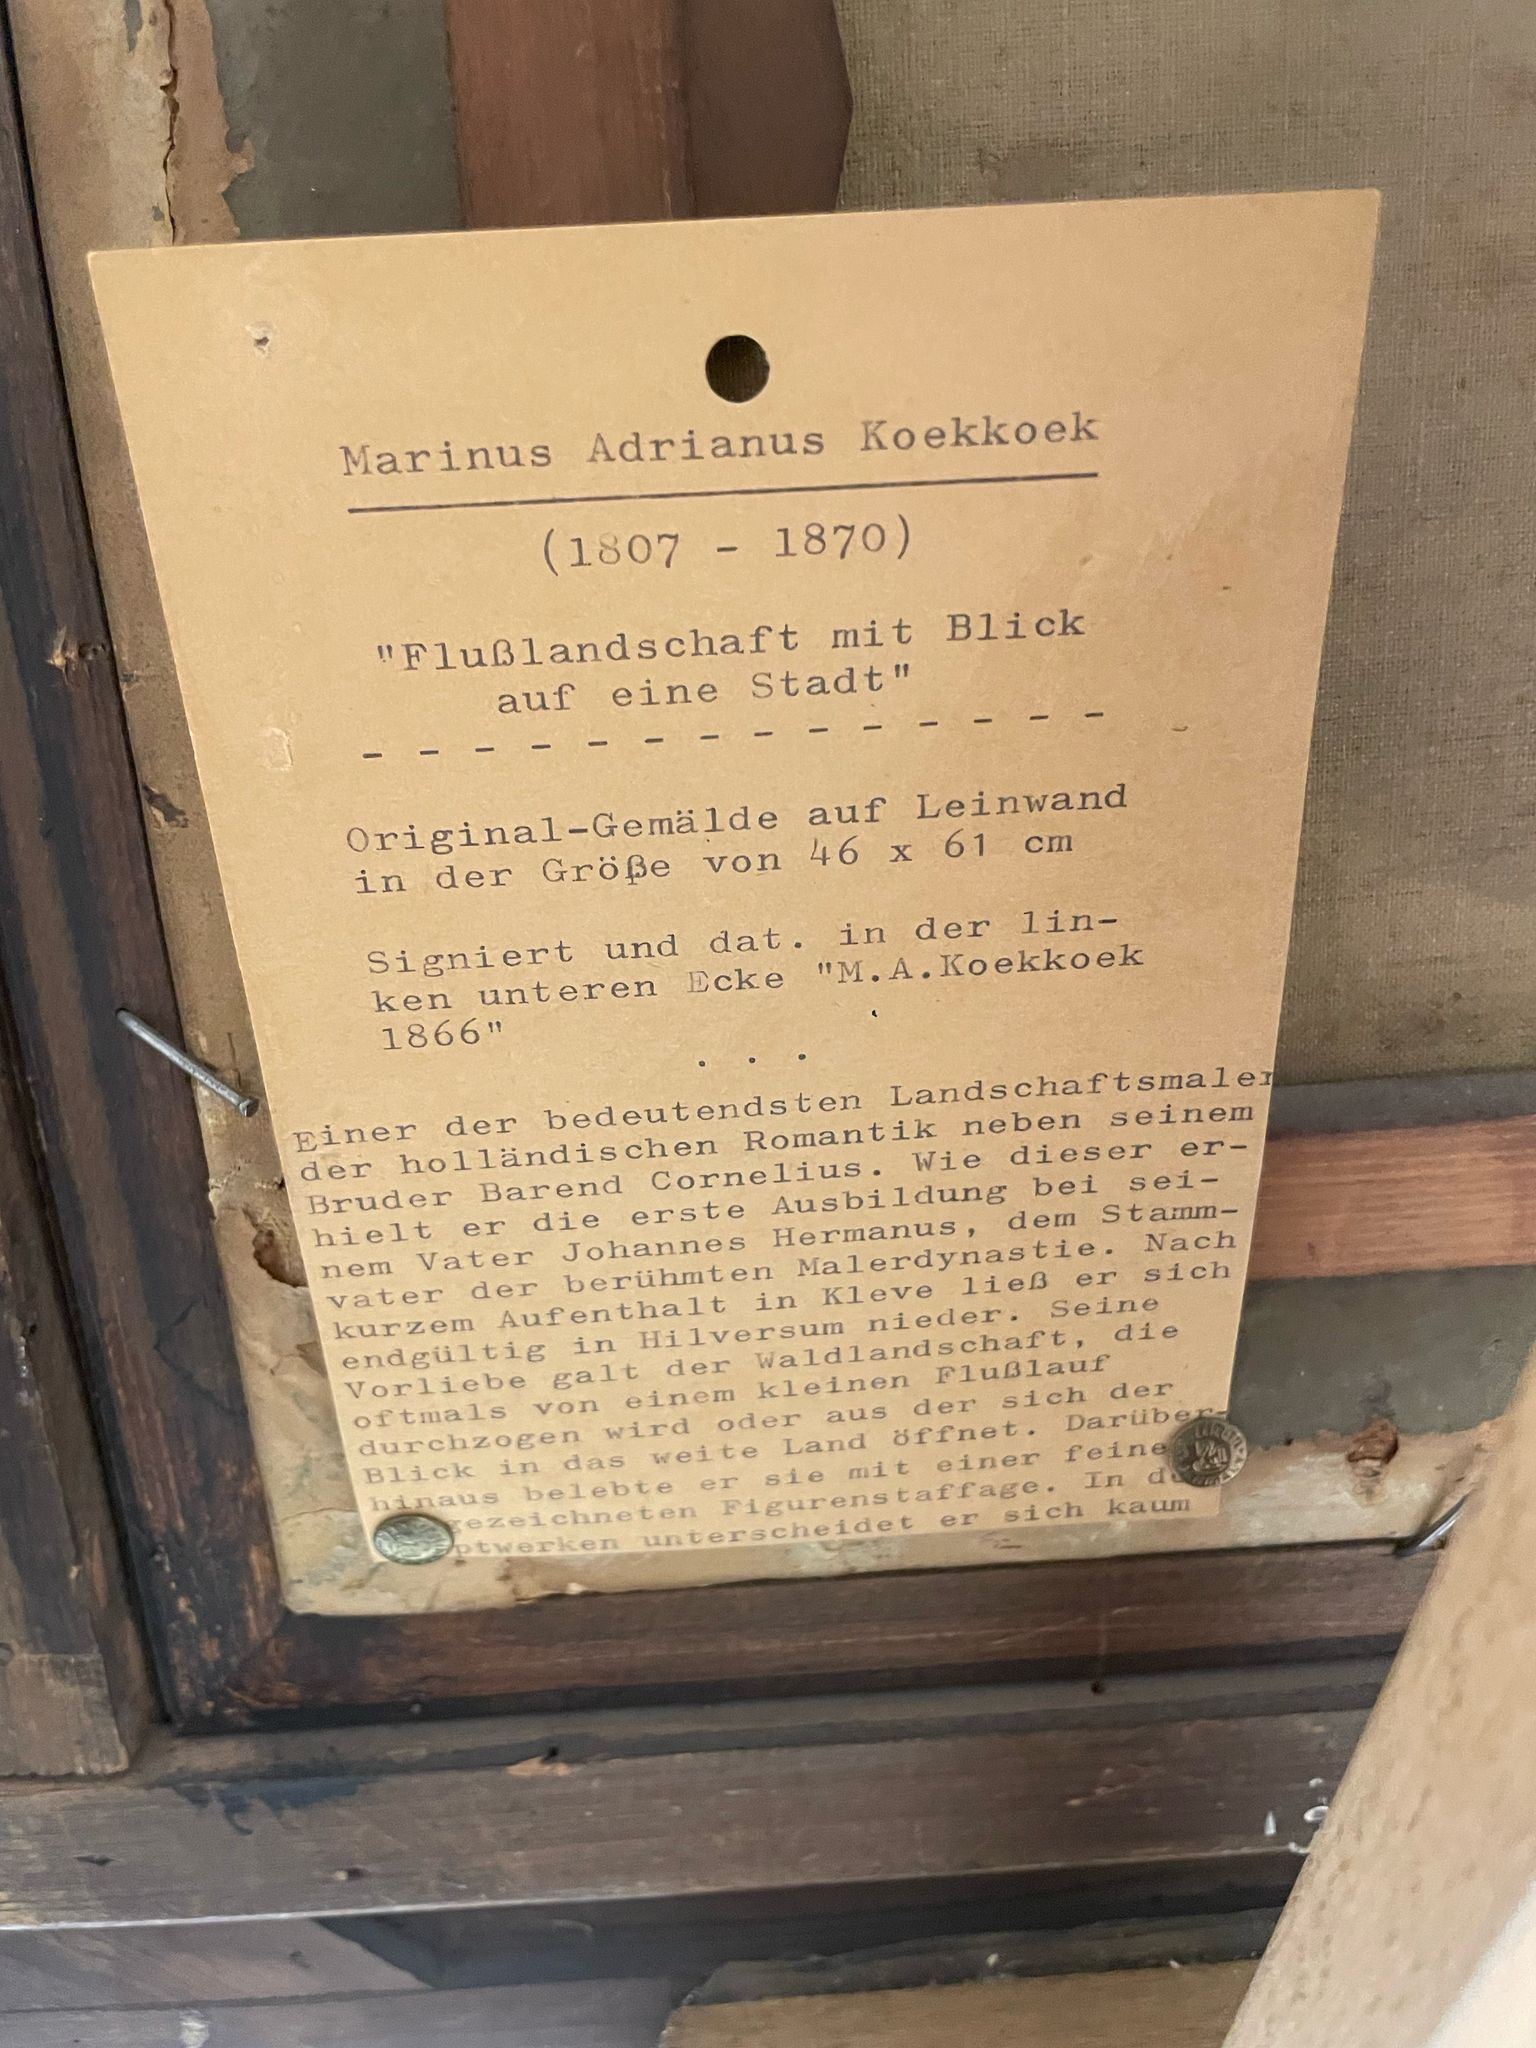 Marinus Adrianus Koekkoek
(1807 - 1870)
"Flußlandschaft mit Blick
auf eine Stadt"
- - - - - - - - - - - - - -
Original-Gemälde auf Leinwand
in der Größe von 46 x 61 cm
Signiert und dat. in der lin-
ken unteren Ecke "M.A.Koekkoek
1866"
. . .
Einer der bedeutendsten Landschaftsmaler
der holländischen Romantik neben seinem
Bruder Barend Cornelius. Wie dieser er-
hielt er die erste Ausbildung bei sei-
nem Vater Johannes Hermanus, dem Stamm-
vater der berühmten Malerdynastie. Nach
kurzem Aufenthalt in Kleve ließ er sich
endgültig in Hilversum nieder. Seine
Vorliebe galt der Waldlandschaft, die
oftmals von einem kleinen Flußlauf
durchzogen wird oder aus der sich der
Blick in das weite Land öffnet. Darüber-
hinaus belebte er sie mit einer feinen
gezeichneten Figurenstaffage. In
ptwerken unterscheidet er sich kaum